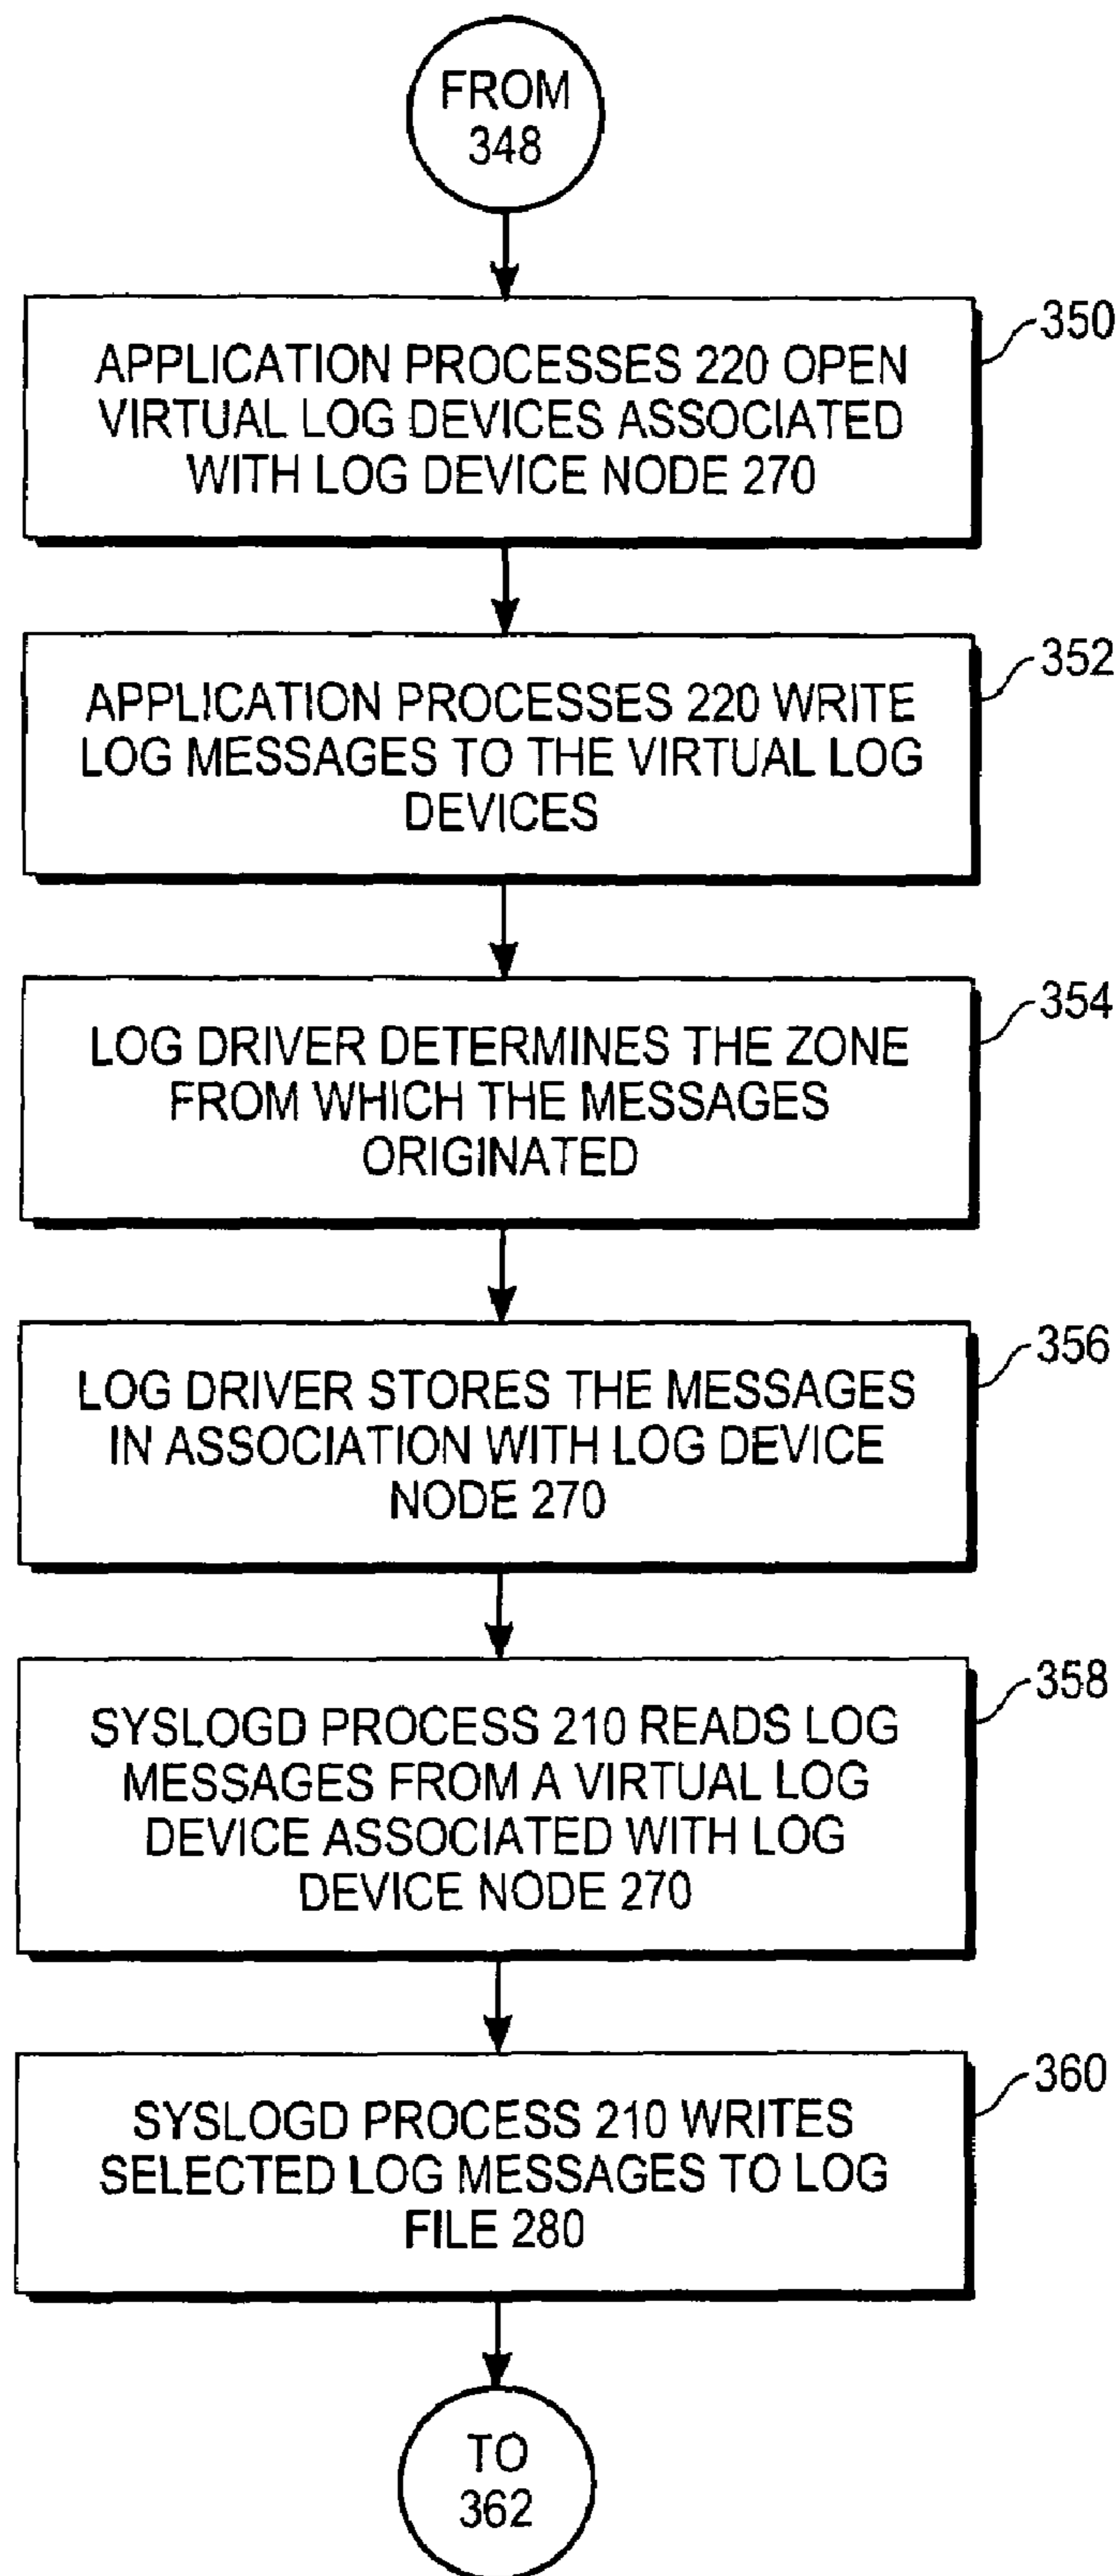 FROM
348
350
APPLICATION PROCESSES 220 OPEN
VIRTUAL LOG DEVICES ASSOCIATED
WITH LOG DEVICE NODE 270
352
APPLICATION PROCESSES 220 WRITE
LOG MESSAGES TO THE VIRTUAL LOG
DEVICES
354
LOG DRIVER DETERMINES THE ZONE
FROM WHICH THE MESSAGES
ORIGINATED
356
LOG DRIVER STORES THE MESSAGES
IN ASSOCIATION WITH LOG DEVICE
NODE 270
358
SYSLOGD PROCESS 210 READS LOG
MESSAGES FROM A VIRTUAL LOG
DEVICE ASSOCIATED WITH LOG
DEVICE NODE 270
360
SYSLOGD PROCESS 210 WRITES
SELECTED LOG MESSAGES TO LOG
FILE 280
TO
362